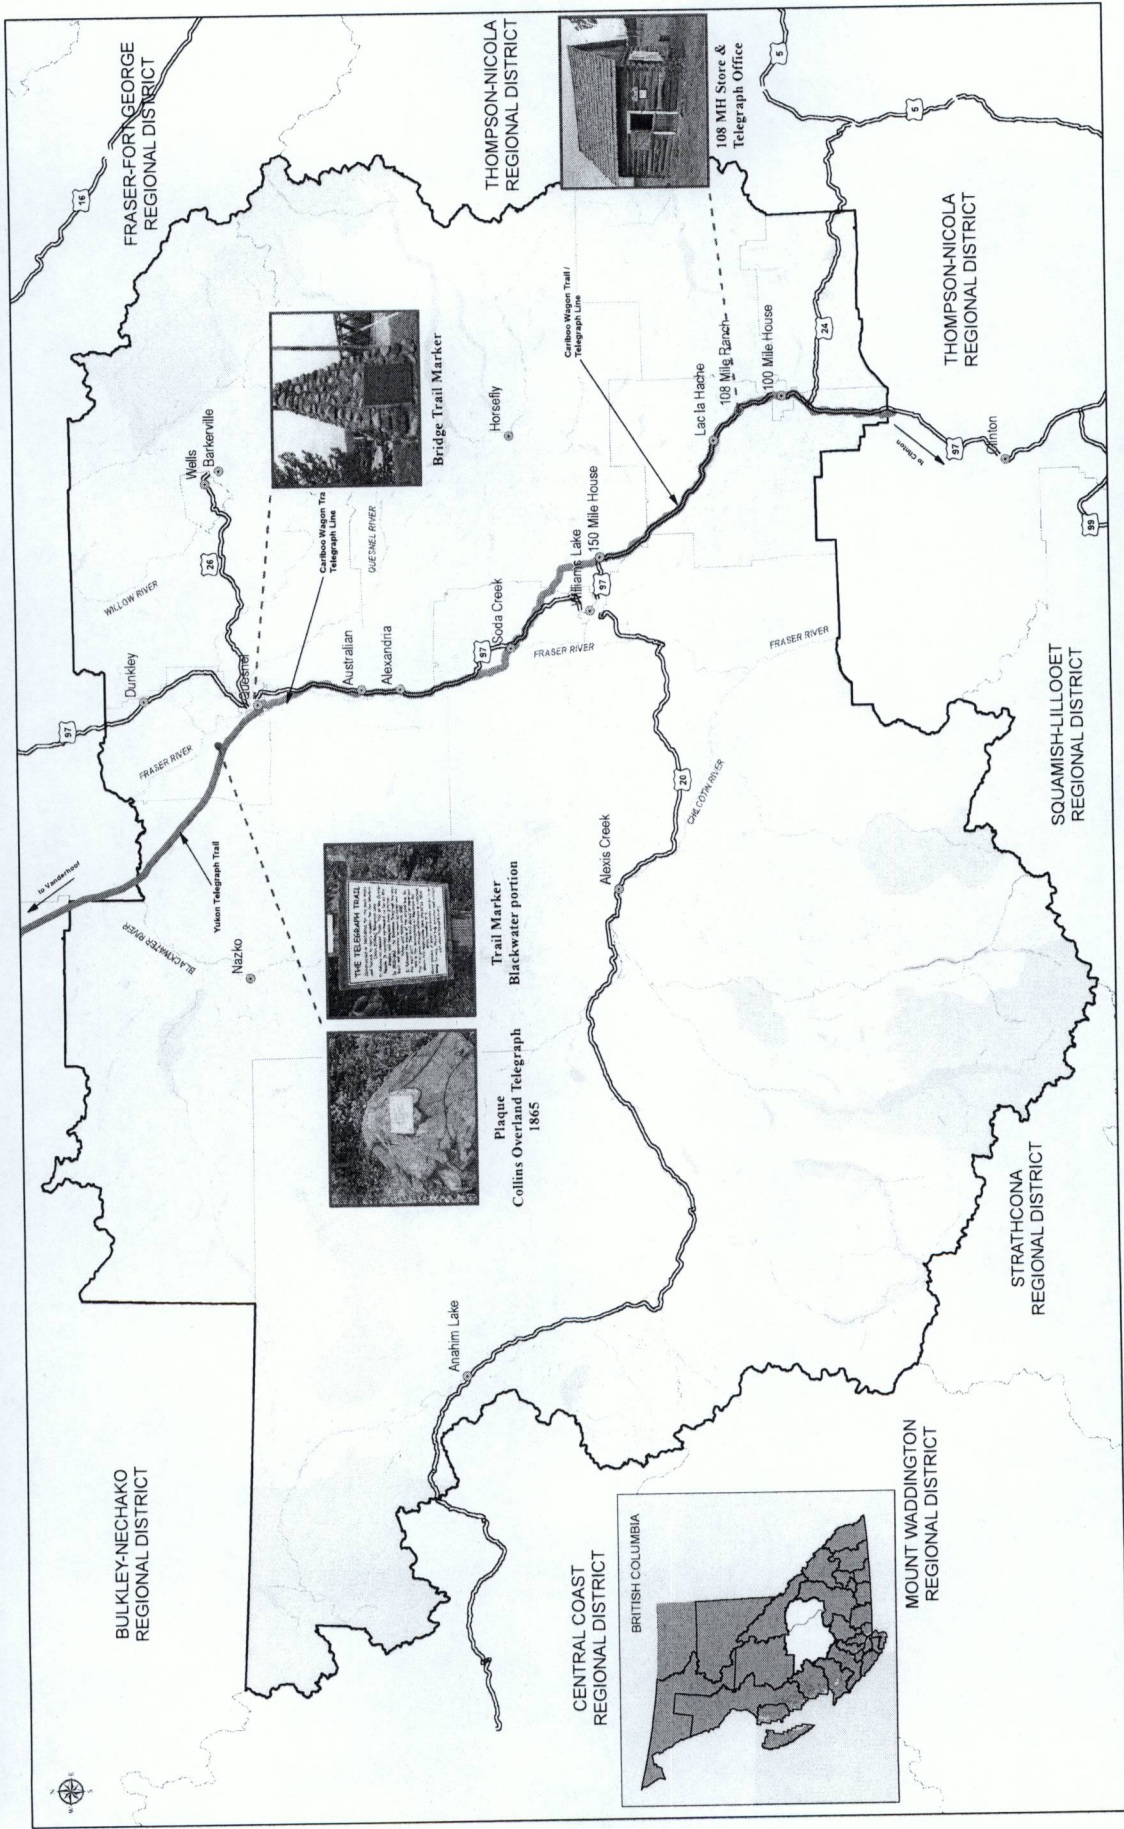 BULKLEY-NECHAKO
REGIONAL DISTRICT
FRASER-FORT GEORGE
REGIONAL DISTRICT
16
97
to Vanderhoof
Dunkley
WILLOW RIVER
Wells
Barkerville
26
FRASER RIVER
Quesnel
Yukon Telegraph Trail
BLACKWATER RIVER
Nazko
THE TELEGRAPH TRAIL
Plaque
Collins Overland Telegraph
1865
Trail Marker
Blackwater portion
Bridge Trail Marker
Cariboo Wagon Tra
Telegraph Line
QUESNEL RIVER
Australian
Alexandria
THOMPSON-NICOLA
REGIONAL DISTRICT
Anahim Lake
97
Soda Creek
Horsefly
FRASER RIVER
Williams Lake
97
150 Mile House
Cariboo Wagon Trail /
Telegraph Line
Alexis Creek
20
CHILCOTIN RIVER
FRASER RIVER
Lac la Hache
108 Mile Ranch
108 MH Store &
Telegraph Office
100 Mile House
24
5
5
CENTRAL COAST
REGIONAL DISTRICT
BRITISH COLUMBIA
to Clinton
97
Clinton
THOMPSON-NICOLA
REGIONAL DISTRICT
99
MOUNT WADDINGTON
REGIONAL DISTRICT
STRATHCONA
REGIONAL DISTRICT
SQUAMISH-LILLOOET
REGIONAL DISTRICT